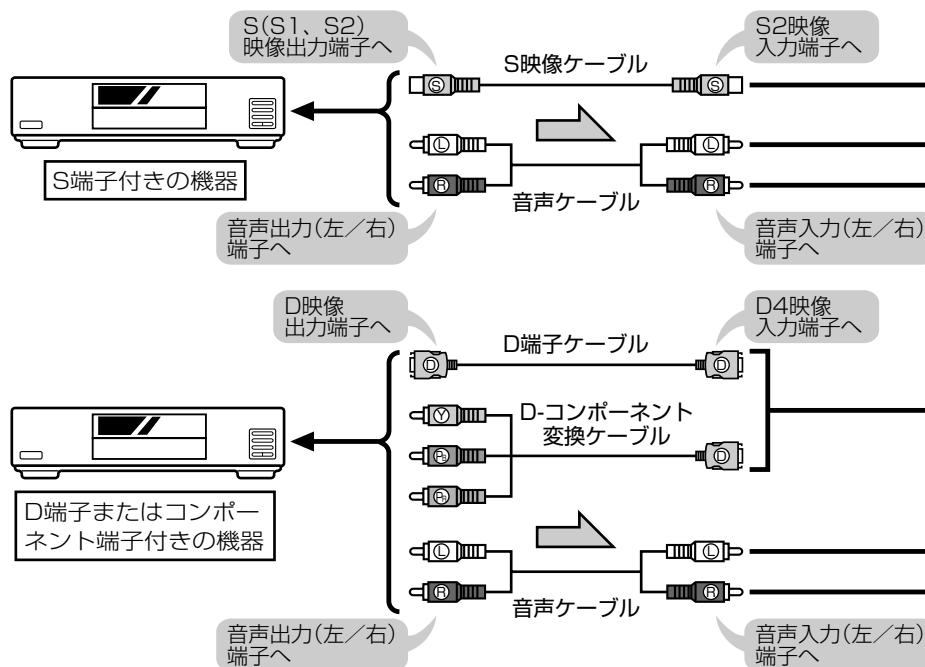 S(S1、S2)
映像出力端子へ
S2映像
入力端子へ
S映像ケーブル
S
S
L
L
R
R
S端子付きの機器
音声ケーブル
音声出力(左／右)
端子へ
音声入力(左／右)
端子へ
D映像
出力端子へ
D4映像
入力端子へ
D端子ケーブル
D
D
D-コンポーネント
変換ケーブル
Y
PB
D
PR
D端子またはコンポー
ネント端子付きの機器
L
L
R
R
音声ケーブル
音声出力(左／右)
端子へ
音声入力(左／右)
端子へ